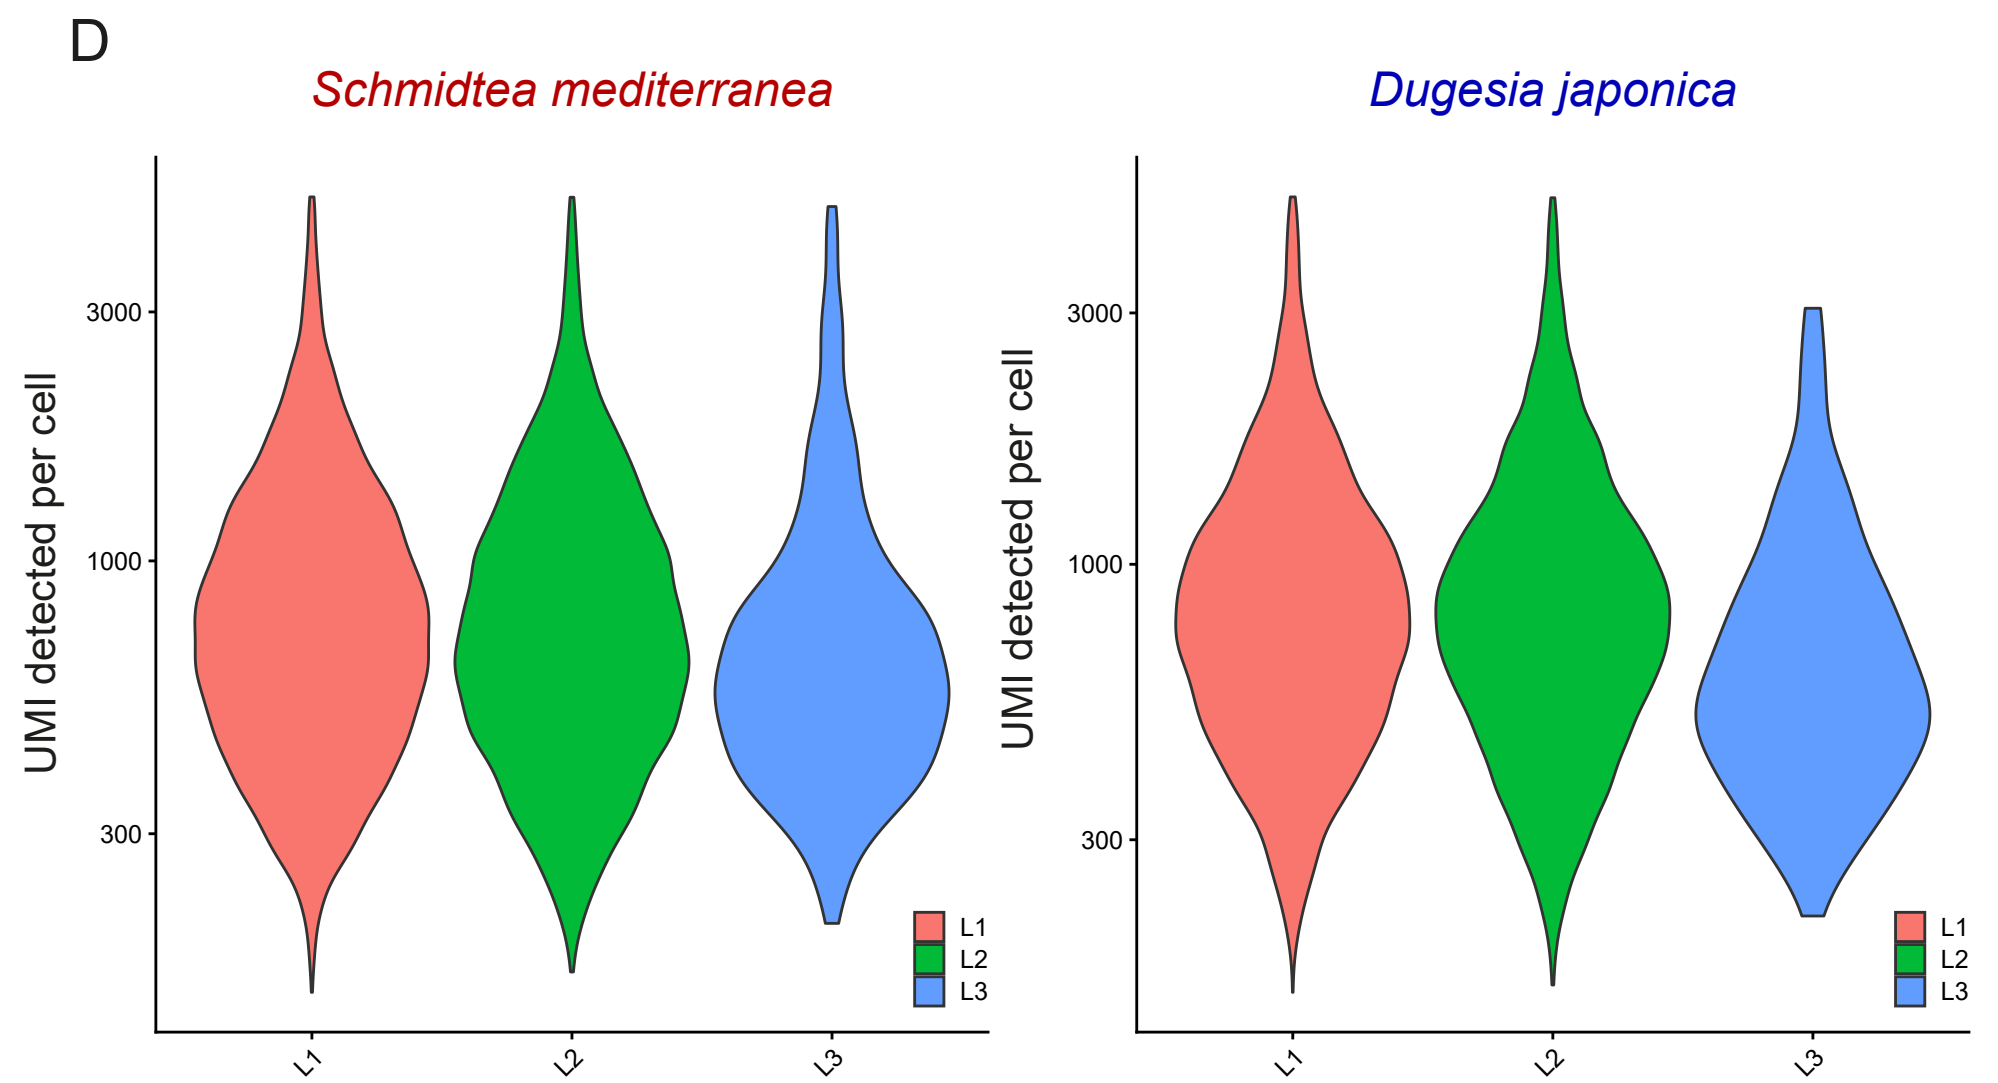 D
Schmidtea mediterranea
UMI detected per cell
3000
1000
300
L1
L2
L3
L1
L2
L3
Dugesia japonica
UMI detected per cell
3000
1000
300
L1
L2
L3
L1
L2
L3